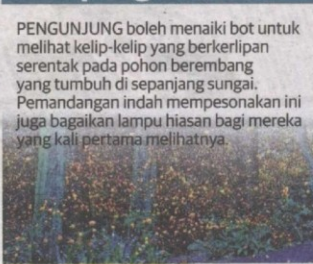 PENGUNJUNG boleh menaiki bot untuk
melihat kelip-kelip yang berkerlipan
serentak pada pohon berembang
yang tumbuh di sepanjang sungai.
Pemandangan indah mempesonakan ini
juga bagaikan lampu hiasan bagi mereka
yang kali pertama melihatnya.